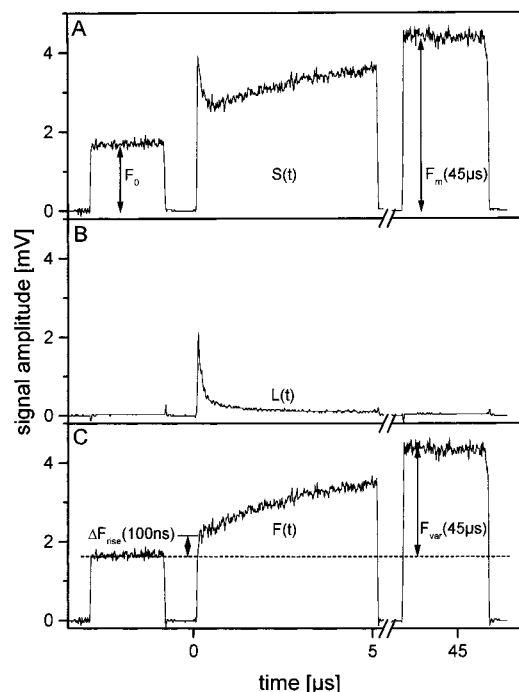 A
4
2
0
F₀
S(t)
Fₘ(45µs)
B
4
2
0
L(t)
signal amplitude [mV]
C
4
2
0
ΔFᵣᵢₛₑ(100ns)
F(t)
Fᵥₐᵣ(45µs)
0 5 45
time [µs]